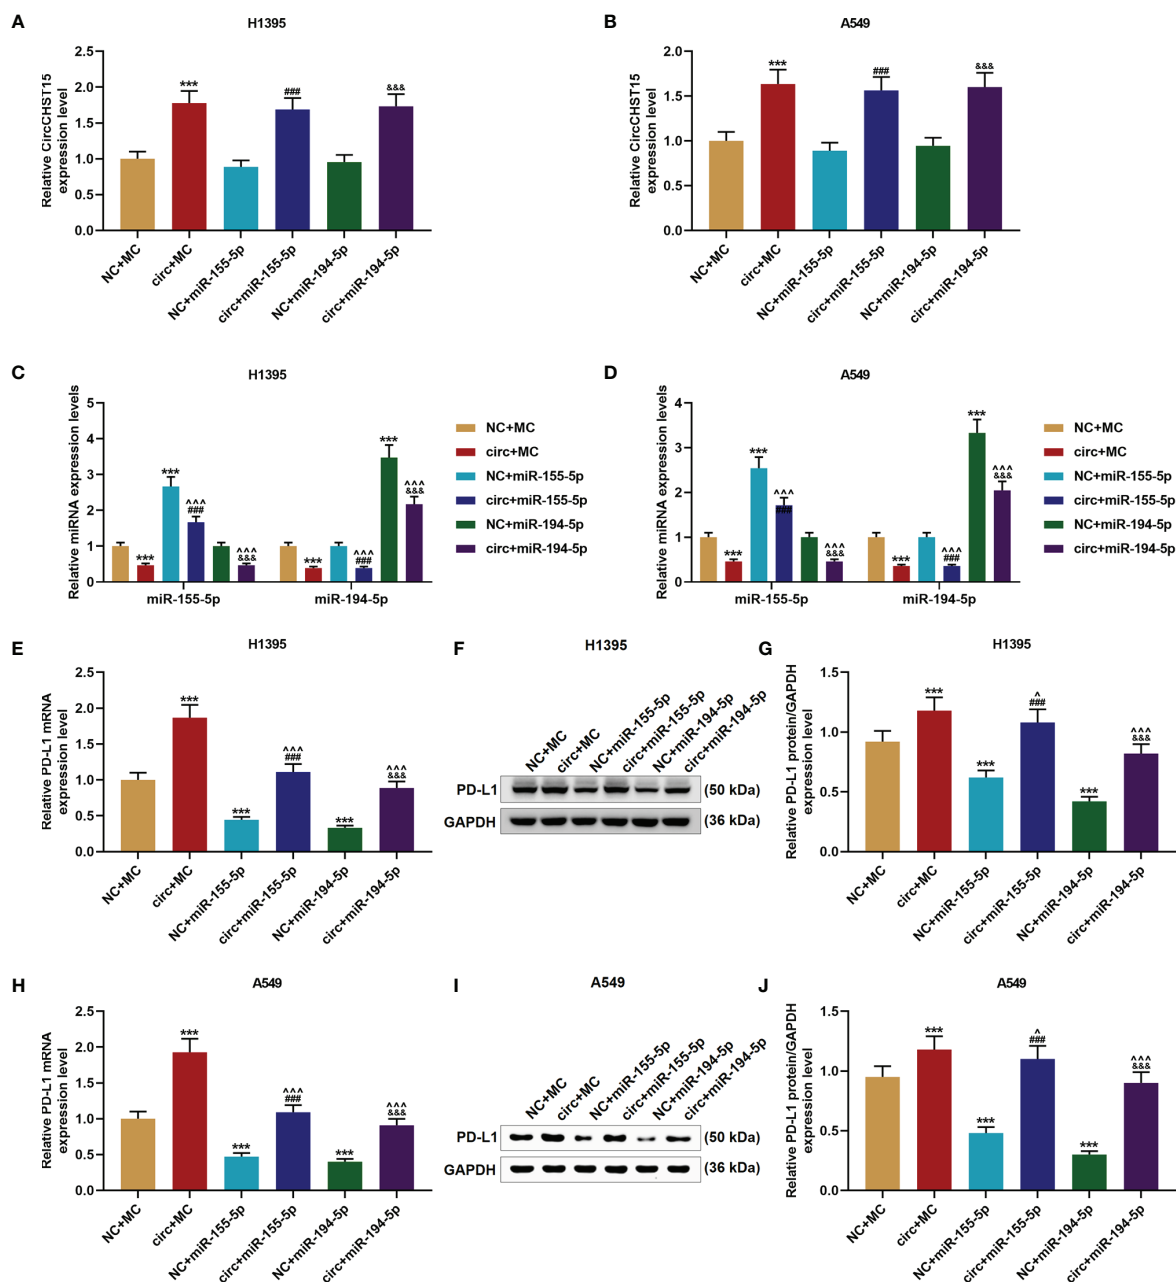 A
H1395
Relative CircCHST15
expression level
2.5
2.0
1.5
1.0
0.5
0.0
***
###
&&&
NC+MC
circ+MC
NC+miR-155-5p
circ+miR-155-5p
NC+miR-194-5p
circ+miR-194-5p
B
A549
Relative CircCHST15
expression level
2.0
1.5
1.0
0.5
0.0
***
###
&&&
NC+MC
circ+MC
NC+miR-155-5p
circ+miR-155-5p
NC+miR-194-5p
circ+miR-194-5p
C
H1395
Relative miRNA expression levels
5
4
3
2
1
0
***
***
^^^
###
^^^
&&&
***
^^^
###
***
^^^
&&&
miR-155-5p
miR-194-5p
NC+MC
circ+MC
NC+miR-155-5p
circ+miR-155-5p
NC+miR-194-5p
circ+miR-194-5p
D
A549
Relative miRNA expression levels
4
3
2
1
0
***
***
^^^
###
^^^
&&&
***
^^^
###
***
^^^
&&&
miR-155-5p
miR-194-5p
NC+MC
circ+MC
NC+miR-155-5p
circ+miR-155-5p
NC+miR-194-5p
circ+miR-194-5p
E
H1395
Relative PD-L1 mRNA
expression level
2.5
2.0
1.5
1.0
0.5
0.0
***
***
^^^
###
***
^^^
&&&
NC+MC
circ+MC
NC+miR-155-5p
circ+miR-155-5p
NC+miR-194-5p
circ+miR-194-5p
F
H1395
NC+MC
circ+MC
NC+miR-155-5p
circ+miR-155-5p
NC+miR-194-5p
circ+miR-194-5p
PD-L1
(50 kDa)
GAPDH
(36 kDa)
G
H1395
Relative PD-L1 protein/GAPDH
expression level
1.5
1.0
0.5
0.0
***
***
^
###
***
^^^
&&&
NC+MC
circ+MC
NC+miR-155-5p
circ+miR-155-5p
NC+miR-194-5p
circ+miR-194-5p
H
A549
Relative PD-L1 mRNA
expression level
2.5
2.0
1.5
1.0
0.5
0.0
***
***
^^^
###
***
^^^
&&&
NC+MC
circ+MC
NC+miR-155-5p
circ+miR-155-5p
NC+miR-194-5p
circ+miR-194-5p
I
A549
NC+MC
circ+MC
NC+miR-155-5p
circ+miR-155-5p
NC+miR-194-5p
circ+miR-194-5p
PD-L1
(50 kDa)
GAPDH
(36 kDa)
J
A549
Relative PD-L1 protein/GAPDH
expression level
1.5
1.0
0.5
0.0
***
***
^
###
***
^^^
&&&
NC+MC
circ+MC
NC+miR-155-5p
circ+miR-155-5p
NC+miR-194-5p
circ+miR-194-5p